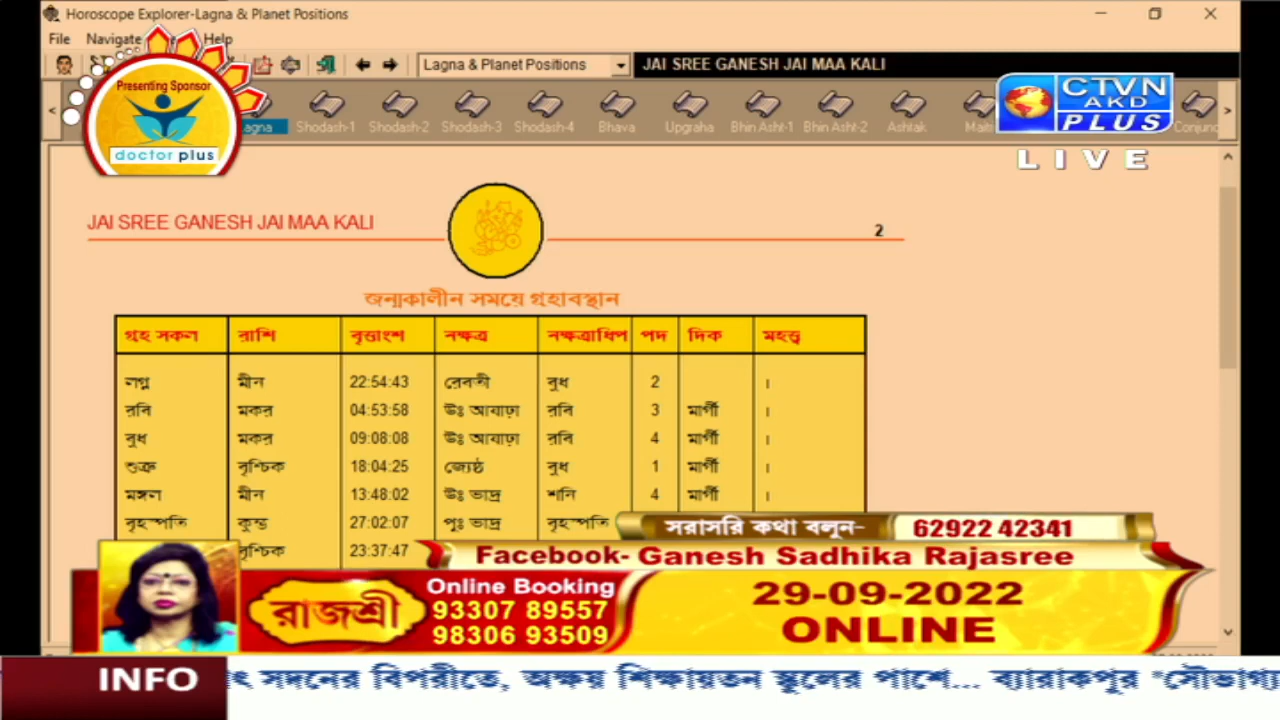 Horoscope Explorer-Lagna & Planet Positions
File Navigate Help
Lagna & Planet Positions JAI SREE GANESH JAI MAA KALI
Presenting Sponsor
doctor plus
Shodash-1 Shodash-2 Shodash-3 Shodash-4 Bhava Upgraha Bhin Asht-1 Bhin Asht-2 Ashtak
CTVN
AKD
PLUS
LIVE
JAI SREE GANESH JAI MAA KALI
2
জন্মকালীন সময়ে গৃহাবস্থান
গৃহ সকল রাশি বৃত্তাংশ নক্ষত্র নক্ষত্রাধিপ পদ দিক মহত্ত্ব
লগ্ন মীন 22:54:43 রেবতী বুধ 2 ।
রবি মকর 04:53:58 উঃ আষাঢ়া রবি 3 মার্গী ।
বুধ মকর 09:08:08 উঃ আষাঢ়া রবি 4 মার্গী ।
শুক্র বৃশ্চিক 18:04:25 জ্যেষ্ঠ বুধ 1 মার্গী ।
মঙ্গল মীন 13:48:02 উঃ ভাদ্র শনি 4 মার্গী ।
বৃহস্পতি কুম্ভ 27:02:07 পুঃ ভাদ্র বৃহস্পতি
বৃশ্চিক 23:37:47
সরাসরি কথা বলুন- 62922 42341
Facebook- Ganesh Sadhika Rajasree
রাজশ্রী
Online Booking
93307 89557
98306 93509
29-09-2022
ONLINE
INFO সদনের বিপরীতে, অক্ষয় শিক্ষায়তন স্কুলের পাশে... ব্যারাকপুর "সৌভাগ্য